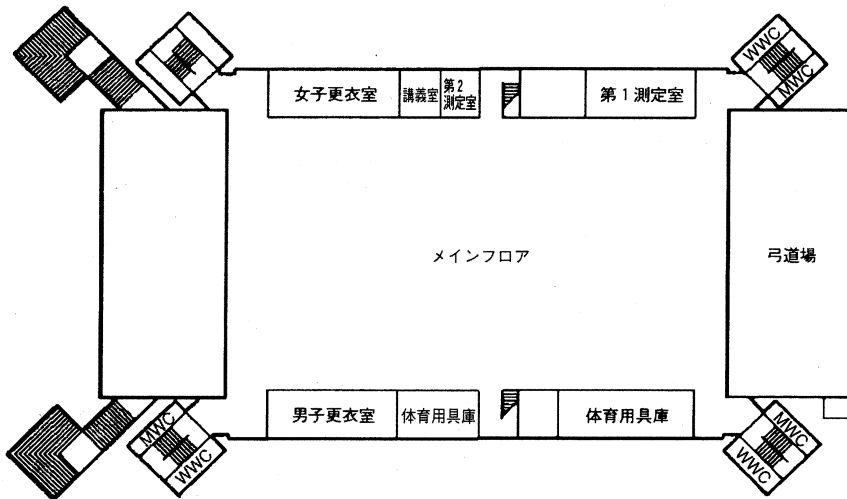 WWC
MWC
女子更衣室
講義室
第2
測定室
第1測定室
メインフロア
弓道場
男子更衣室
体育用具庫
体育用具庫
MWC
WWC
MWC
WWC